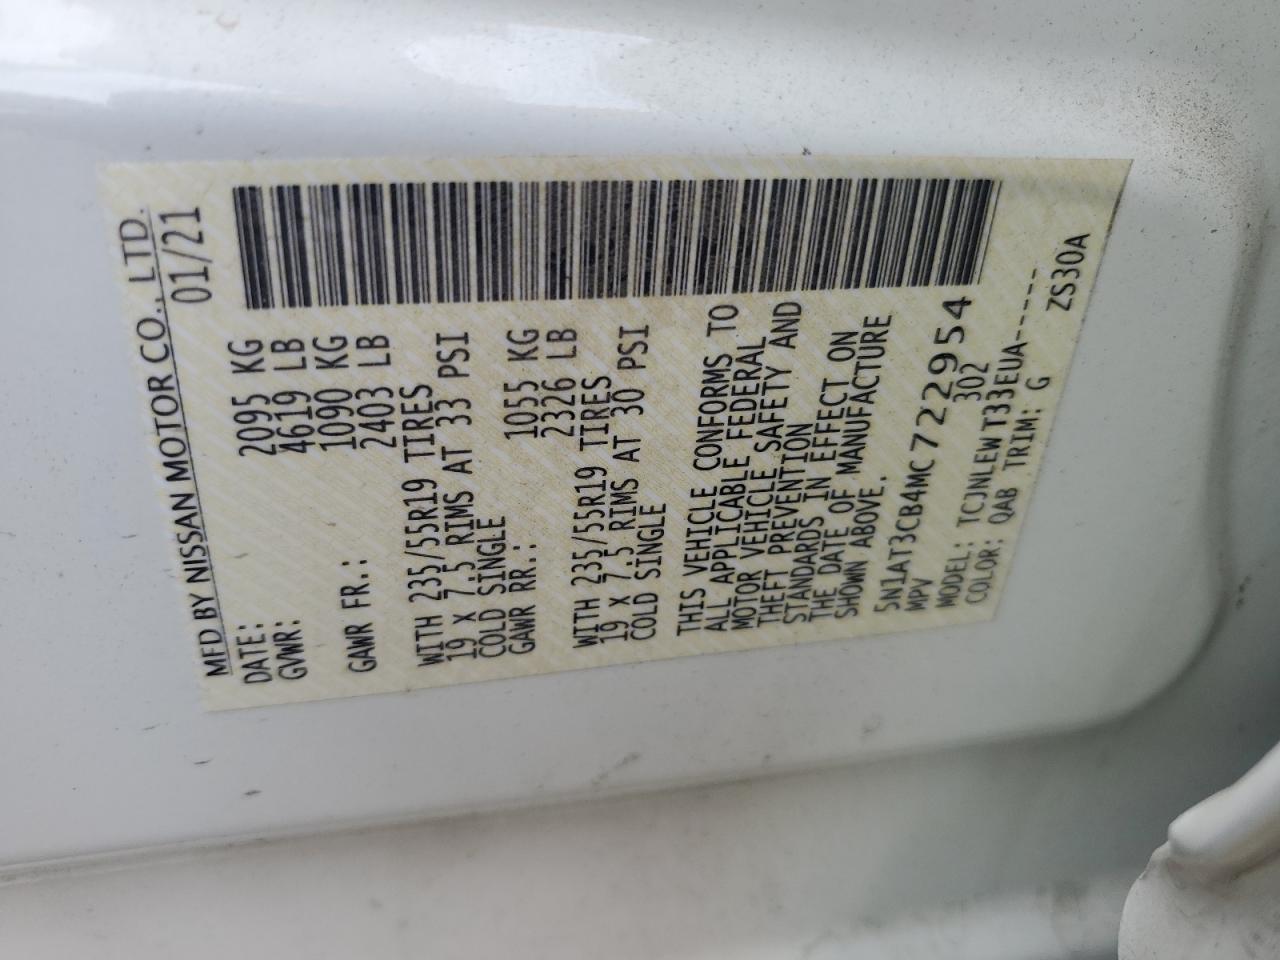 MFD BY NISSAN MOTOR CO., LTD.
DATE: 01/21
GVWR: 2095 KG
4619 LB
GAWR FR.: 1090 KG
2403 LB
WITH 235/55R19 TIRES
19 x 7.5 RIMS AT 33 PSI
COLD SINGLE
GAWR RR.: 1055 KG
2326 LB
WITH 235/55R19 TIRES
19 x 7.5 RIMS AT 30 PSI
COLD SINGLE
THIS VEHICLE CONFORMS TO
ALL APPLICABLE FEDERAL
MOTOR VEHICLE SAFETY AND
THEFT PREVENTION
STANDARDS IN EFFECT ON
THE DATE OF MANUFACTURE
SHOWN ABOVE.
5N1AT3CB4MC722954
MPV 302
MODEL: TCJNLEW T33EUA------
COLOR: QAB TRIM: G ZS30A